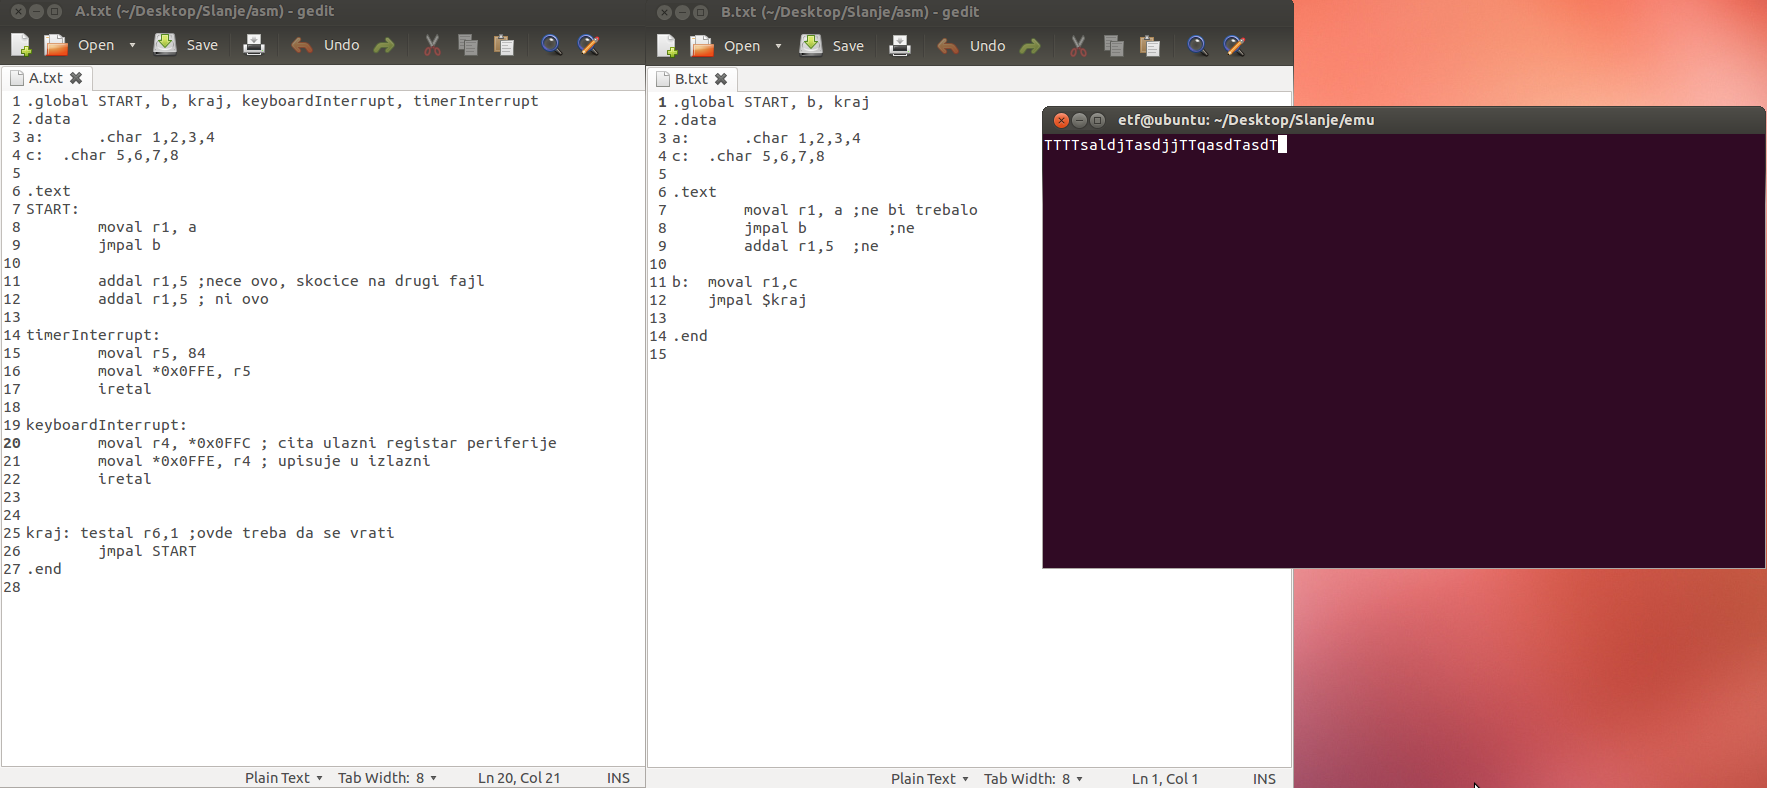 A.txt (~/Desktop/Slanje/asm) - gedit
Open Save Undo
A.txt
1 .global START, b, kraj, keyboardInterrupt, timerInterrupt
2 .data
3 a:      .char 1,2,3,4
4 c:  .char 5,6,7,8
5
6 .text
7 START:
8         moval r1, a
9         jmpal b
10
11         addal r1,5 ;nece ovo, skocice na drugi fajl
12         addal r1,5 ; ni ovo
13
14 timerInterrupt:
15         moval r5, 84
16         moval *0x0FFE, r5
17         iretal
18
19 keyboardInterrupt:
20         moval r4, *0x0FFC ; cita ulazni registar periferije
21         moval *0x0FFE, r4 ; upisuje u izlazni
22         iretal
23
24
25 kraj: testal r6,1 ;ovde treba da se vrati
26         jmpal START
27 .end
28
Plain Text Tab Width: 8 Ln 20, Col 21 INS
B.txt (~/Desktop/Slanje/asm) - gedit
Open Save Undo
B.txt
1 .global START, b, kraj
2 .data
3 a:      .char 1,2,3,4
4 c:  .char 5,6,7,8
5
6 .text
7         moval r1, a ;ne bi trebalo
8         jmpal b         ;ne
9         addal r1,5  ;ne
10
11 b:  moval r1,c
12     jmpal $kraj
13
14 .end
15
Plain Text Tab Width: 8 Ln 1, Col 1 INS
etf@ubuntu: ~/Desktop/Slanje/emu
TTTTsaldjTasdjjTTqasdTasdT